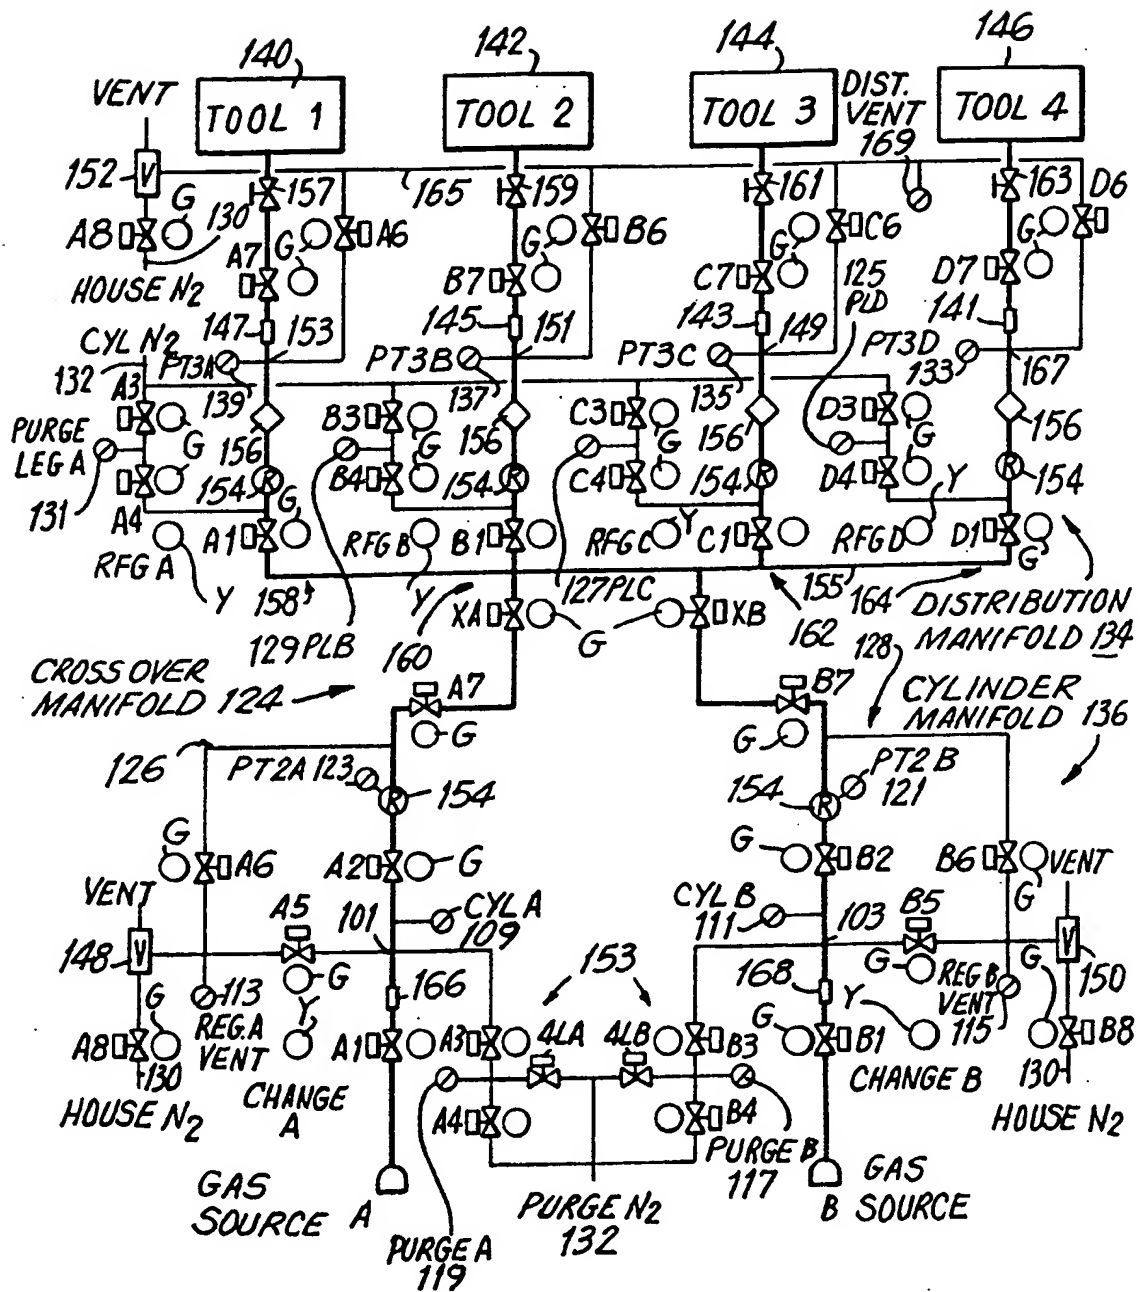 140
142
144
146
VENT
TOOL 1
TOOL 2
TOOL 3
DIST.
VENT
169
TOOL 4
152
V
157
165
159
161
163
D6
G
130
A8
A7
G
A6
B7
G
B6
C7
G
C6
D7
G
HOUSE N2
125
PLD
147
153
145
151
143
149
141
CYL N2
132
PT3A
139
PT3B
137
PT3C
135
PT3D
133
167
A3
G
B3
G
C3
G
D3
G
PURGE
LEG A
131
156
156
156
156
G
A4
154
R
B4
154
R
C4
154
R
D4
Y
R
154
G
RFG A
Y
A1
RFG B
Y
B1
RFG C
Y
C1
RFG D
D1
G
158
129 PLB
160
127 PLC
155
162
164
DISTRIBUTION
MANIFOLD 134
XA
G
XB
128
CROSS OVER
MANIFOLD 124
A7
G
B7
G
CYLINDER
MANIFOLD 136
126
PT2A 123
R
154
154
R
PT2B
121
G
A6
A2
G
G
B2
B6
G
VENT
VENT
A5
G
101
CYL A
109
CYL B
111
103
B5
G
148
V
V
150
113
REG. A
VENT
153
REG B
VENT
115
G
G
A8
130
HOUSE N2
Y
CHANGE
A
166
A1
A3
4LA
4LB
B3
168
G
B1
Y
CHANGE B
B8
130
HOUSE N2
A4
B4
PURGE B
117
GAS
SOURCE A
PURGE A
119
PURGE N2
132
B
GAS
SOURCE